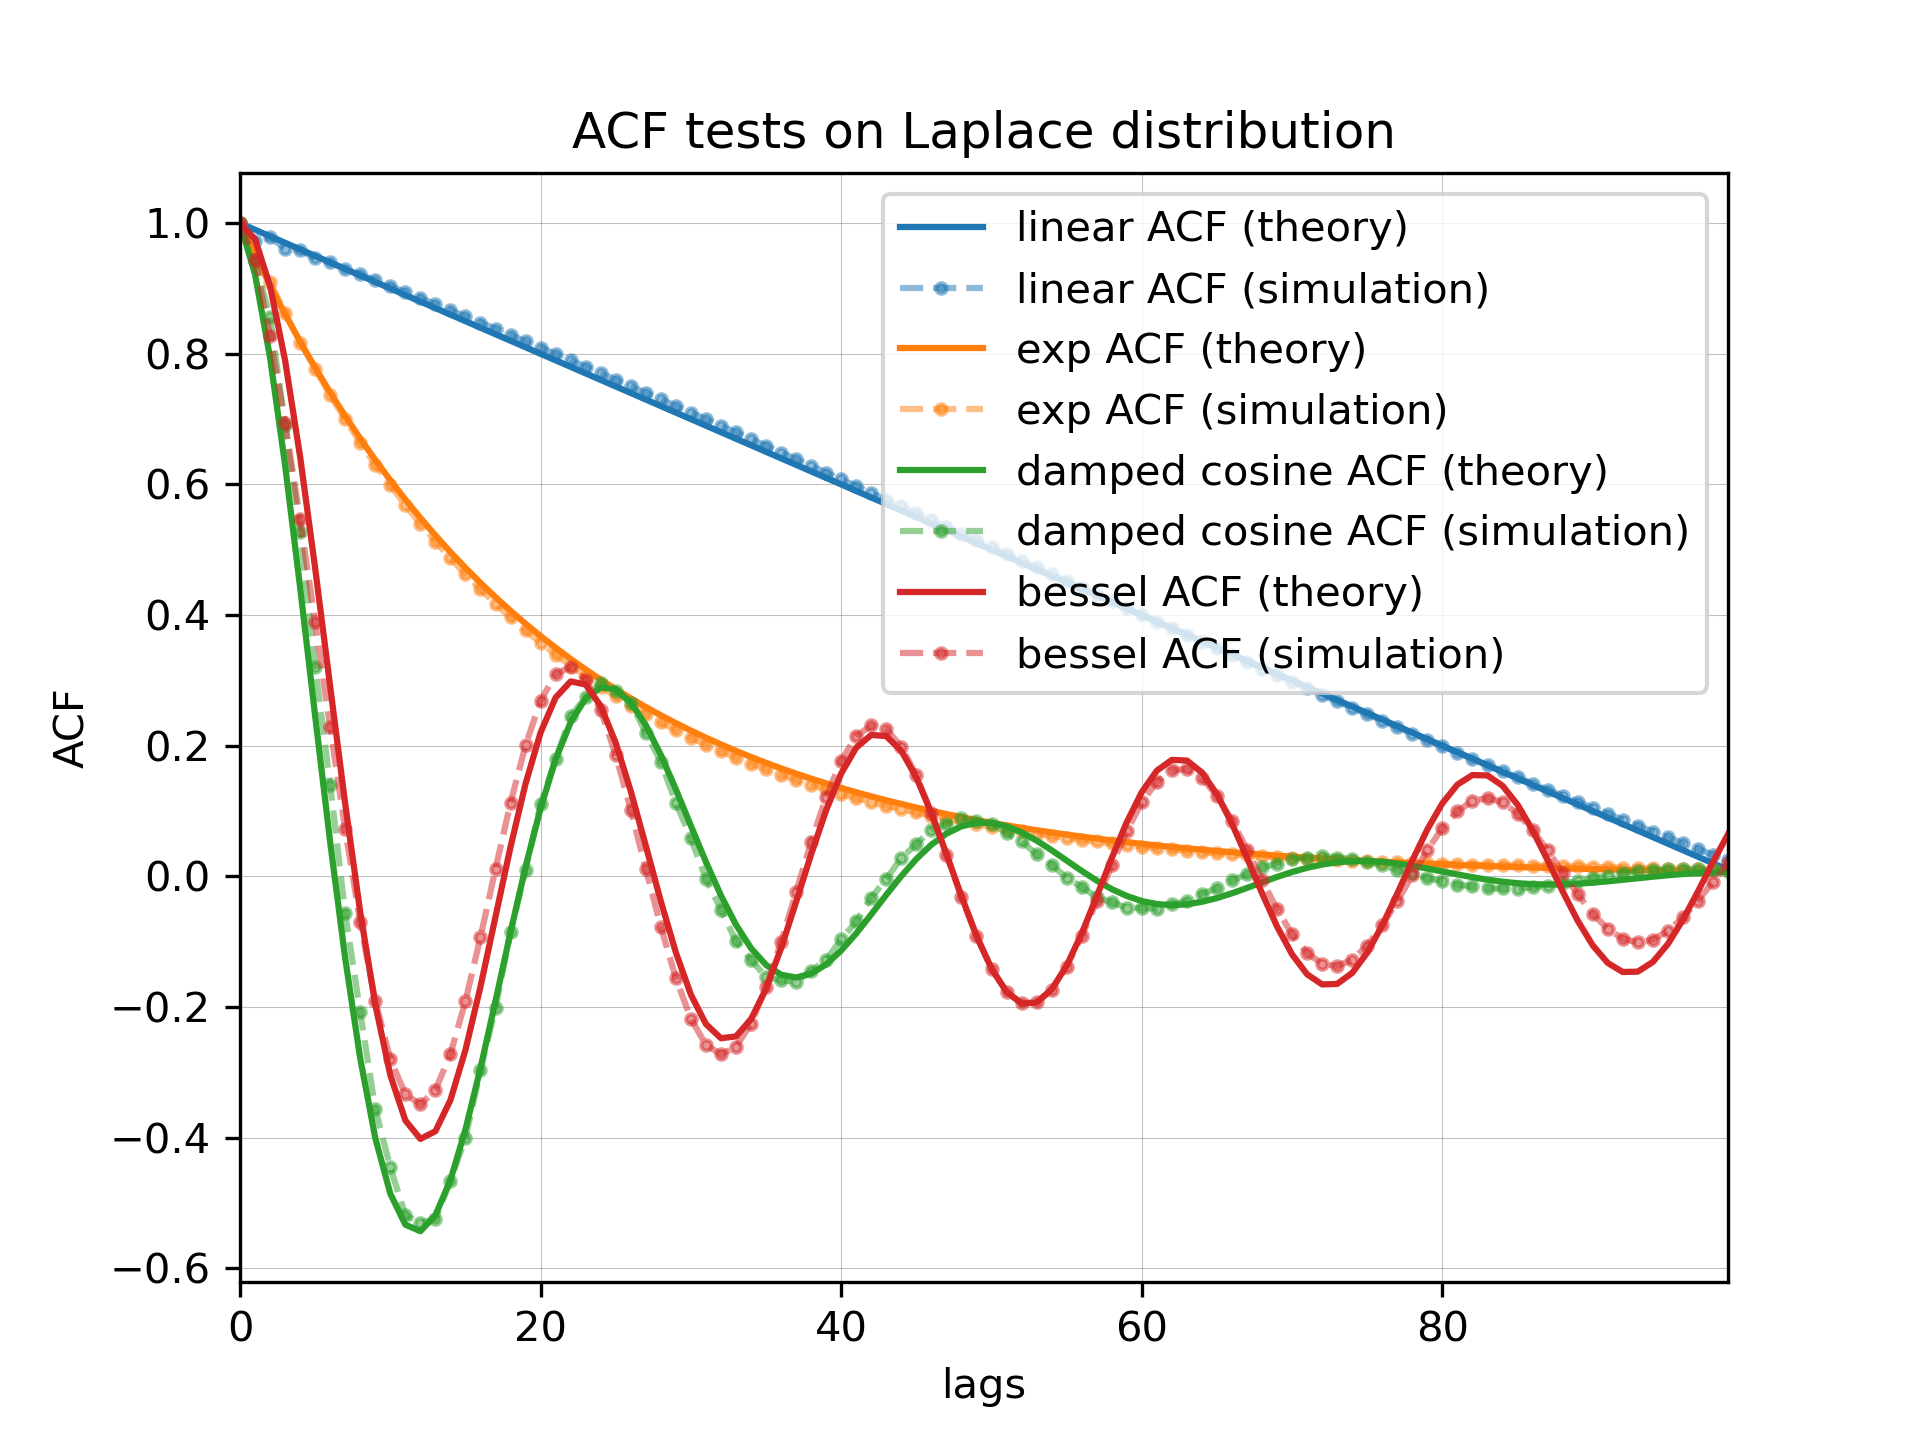 ACF tests on Laplace distribution
1.0
0.8
0.6
0.4
0.2
0.0
−0.2
−0.4
−0.6
ACF
linear ACF (theory)
linear ACF (simulation)
exp ACF (theory)
exp ACF (simulation)
damped cosine ACF (theory)
damped cosine ACF (simulation)
bessel ACF (theory)
bessel ACF (simulation)
0 20 40 60 80
lags